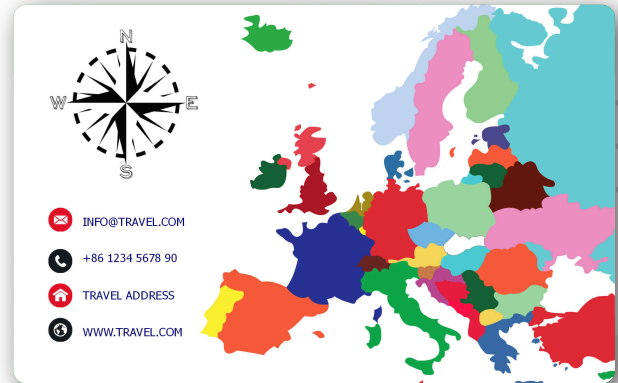 N
W E
S
INFO@TRAVEL.COM
+86 1234 5678 90
TRAVEL ADDRESS
WWW.TRAVEL.COM